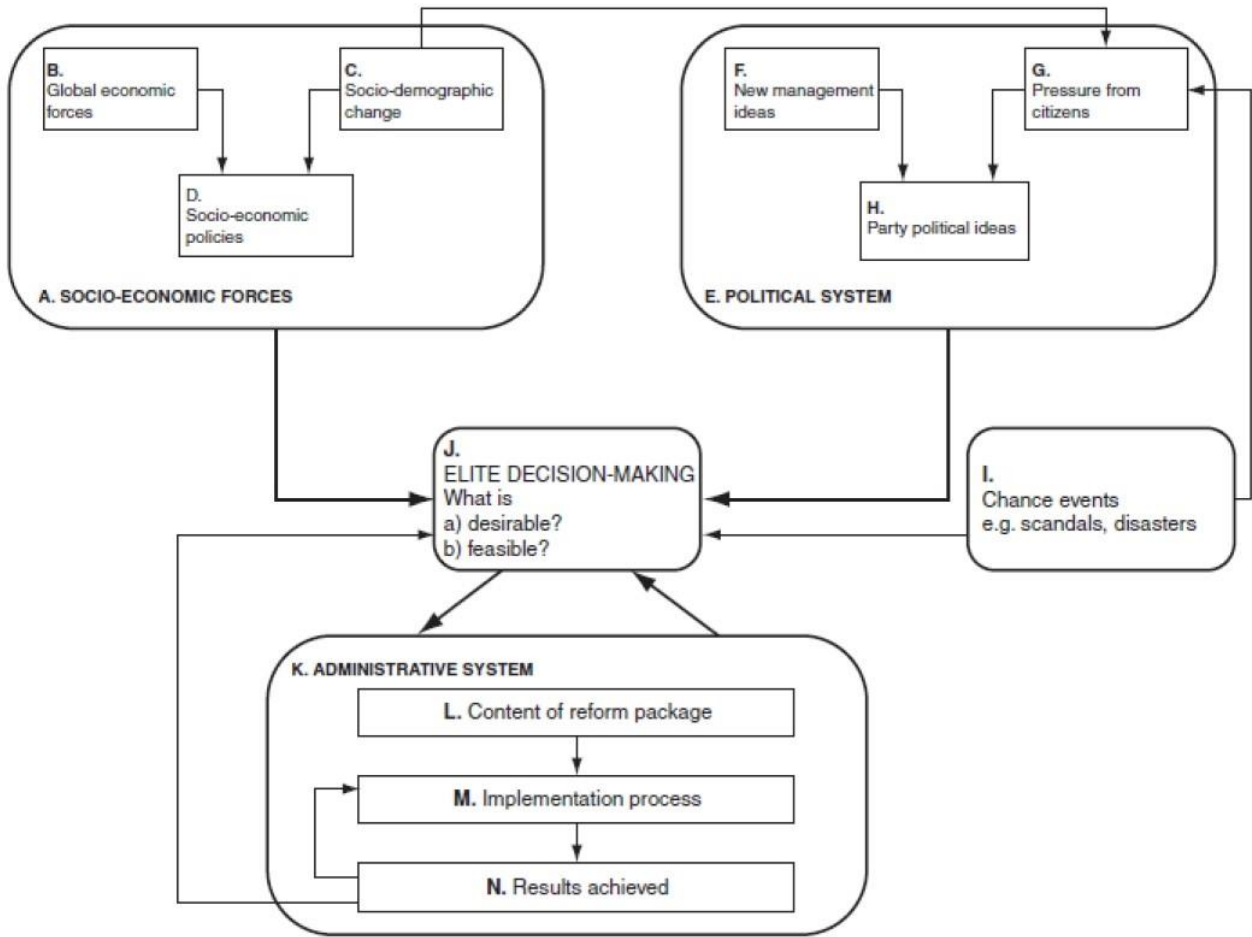 B.
Global economic
forces
C.
Socio-demographic
change
D.
Socio-economic
policies
A. SOCIO-ECONOMIC FORCES
F.
New management
ideas
G.
Pressure from
citizens
H.
Party political ideas
E. POLITICAL SYSTEM
J.
ELITE DECISION-MAKING
What is
a) desirable?
b) feasible?
I.
Chance events
e.g. scandals, disasters
K. ADMINISTRATIVE SYSTEM
L. Content of reform package
M. Implementation process
N. Results achieved